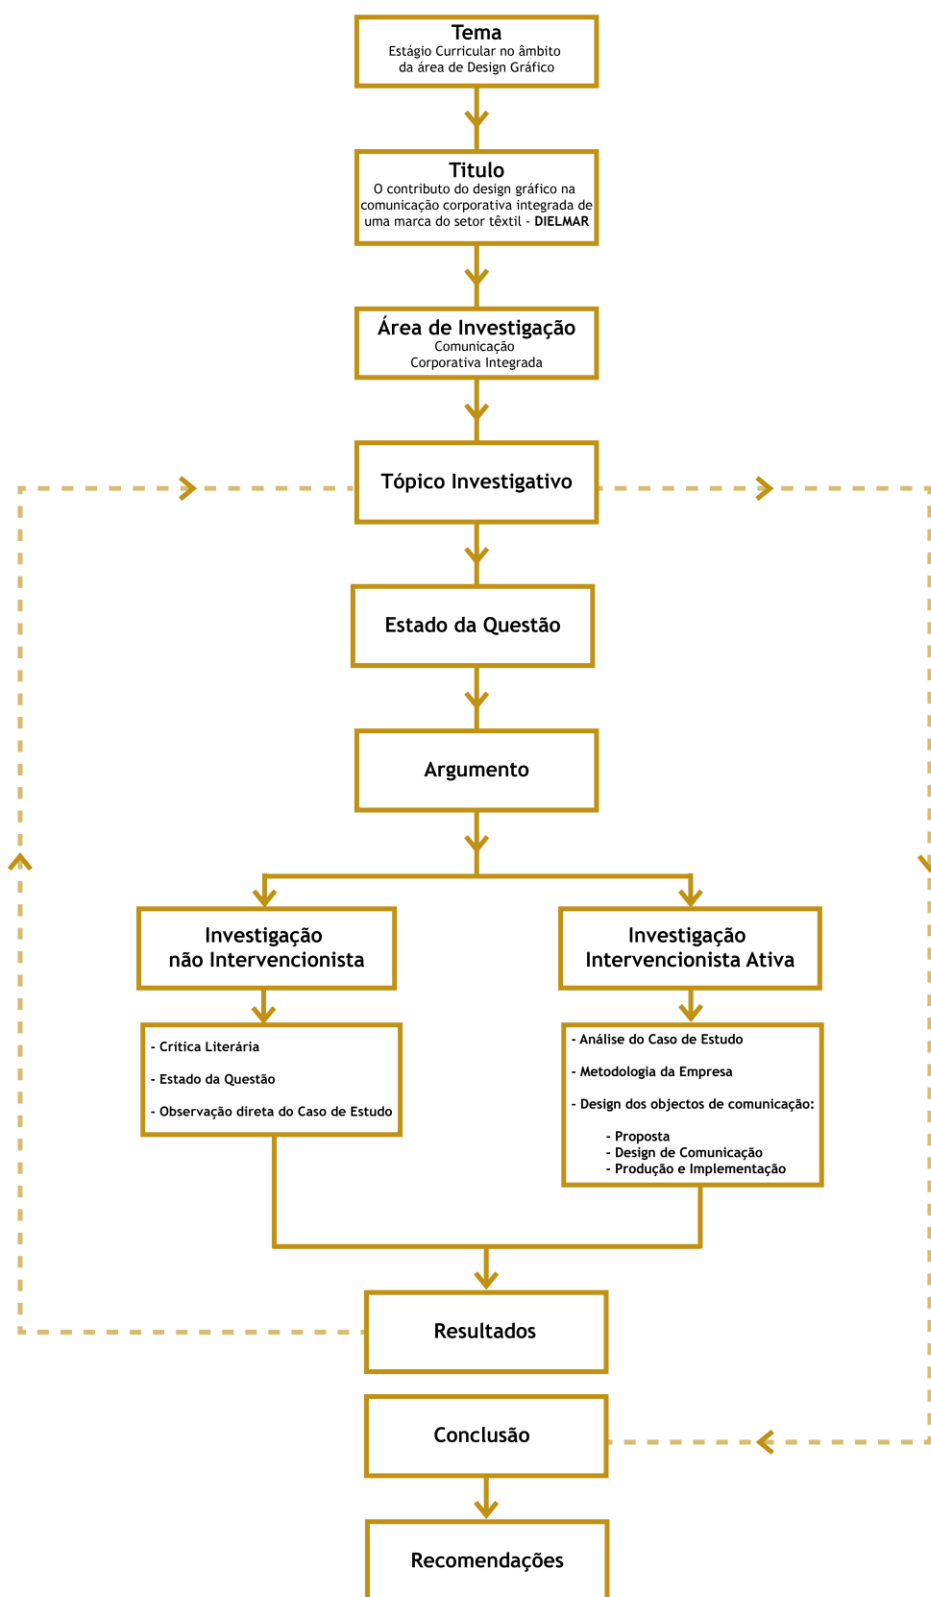 Tema
Estágio Curricular no âmbito
da área de Design Gráfico
Titulo
O contributo do design gráfico na
comunicação corporativa integrada de
uma marca do setor têxtil - DIELMAR
Área de Investigação
Comunicação
Corporativa Integrada
Tópico Investigativo
Estado da Questão
Argumento
Investigação
não Intervencionista
- Crítica Literária
- Estado da Questão
- Observação direta do Caso de Estudo
Investigação
Intervencionista Ativa
- Análise do Caso de Estudo
- Metodologia da Empresa
- Design dos objectos de comunicação:
- Proposta
- Design de Comunicação
- Produção e Implementação
Resultados
Conclusão
Recomendações